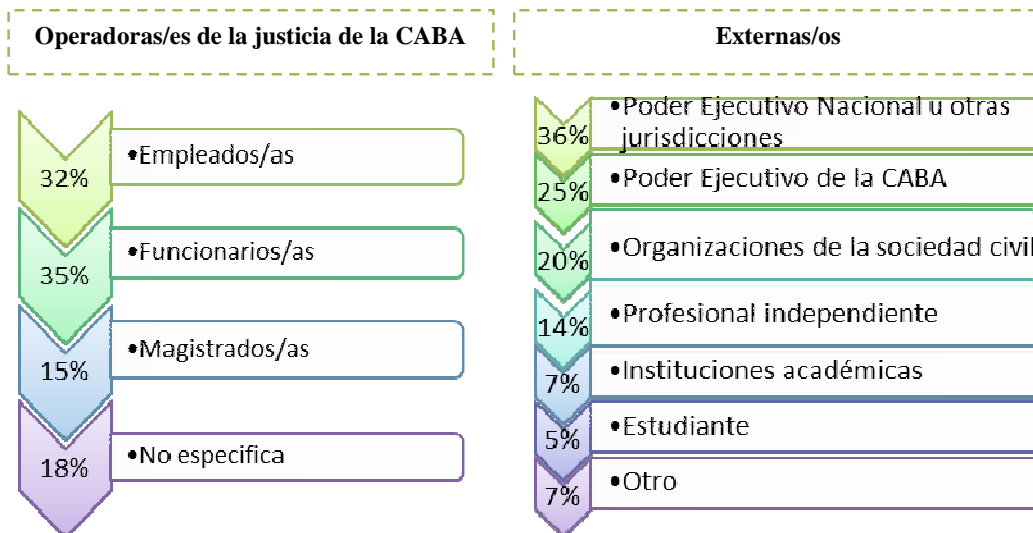 Operadoras/es de la justicia de la CABA
32%
•Empleados/as
35%
•Funcionarios/as
15%
•Magistrados/as
18%
•No especifica
Externas/os
36%
•Poder Ejecutivo Nacional u otras
jurisdicciones
25%
•Poder Ejecutivo de la CABA
20%
•Organizaciones de la sociedad civil
14%
•Profesional independiente
7%
•Instituciones académicas
5%
•Estudiante
7%
•Otro